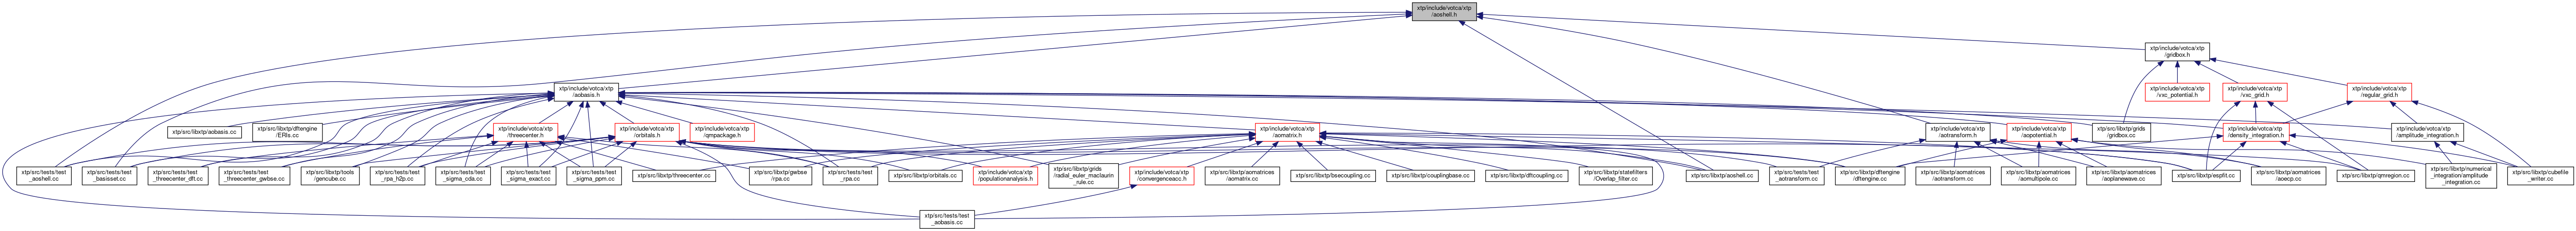 xtp/include/votca/xtp
/aoshell.h
xtp/include/votca/xtp
/gridbox.h
xtp/include/votca/xtp
/aobasis.h
xtp/include/votca/xtp
/vxc_potential.h
xtp/include/votca/xtp
/vxc_grid.h
xtp/include/votca/xtp
/regular_grid.h
xtp/src/libxtp/aobasis.cc
xtp/src/libxtp/dftengine
/ERIs.cc
xtp/include/votca/xtp
/threecenter.h
xtp/include/votca/xtp
/orbitals.h
xtp/include/votca/xtp
/qmpackage.h
xtp/include/votca/xtp
/aomatrix.h
xtp/include/votca/xtp
/aotransform.h
xtp/include/votca/xtp
/aopotential.h
xtp/src/libxtp/grids
/gridbox.cc
xtp/include/votca/xtp
/density_integration.h
xtp/include/votca/xtp
/amplitude_integration.h
xtp/src/tests/test
_aoshell.cc
xtp/src/tests/test
_basisset.cc
xtp/src/tests/test
_threecenter_dft.cc
xtp/src/tests/test
_threecenter_gwbse.cc
xtp/src/libxtp/tools
/gencube.cc
xtp/src/tests/test
_rpa_h2p.cc
xtp/src/tests/test
_sigma_cda.cc
xtp/src/tests/test
_sigma_exact.cc
xtp/src/tests/test
_sigma_ppm.cc
xtp/src/libxtp/threecenter.cc
xtp/src/libxtp/gwbse
/rpa.cc
xtp/src/tests/test
_rpa.cc
xtp/src/libxtp/orbitals.cc
xtp/include/votca/xtp
/populationanalysis.h
xtp/src/libxtp/grids
/radial_euler_maclaurin
_rule.cc
xtp/include/votca/xtp
/convergenceacc.h
xtp/src/libxtp/aomatrices
/aomatrix.cc
xtp/src/libxtp/bsecoupling.cc
xtp/src/libxtp/couplingbase.cc
xtp/src/libxtp/dftcoupling.cc
xtp/src/libxtp/statefilters
/Overlap_filter.cc
xtp/src/libxtp/aoshell.cc
xtp/src/tests/test
_aotransform.cc
xtp/src/libxtp/dftengine
/dftengine.cc
xtp/src/libxtp/aomatrices
/aotransform.cc
xtp/src/libxtp/aomatrices
/aomultipole.cc
xtp/src/libxtp/aomatrices
/aoplanewave.cc
xtp/src/libxtp/espfit.cc
xtp/src/libxtp/aomatrices
/aoecp.cc
xtp/src/libxtp/qmregion.cc
xtp/src/libxtp/numerical
_integration/amplitude
_integration.cc
xtp/src/libxtp/cubefile
_writer.cc
xtp/src/tests/test
_aobasis.cc